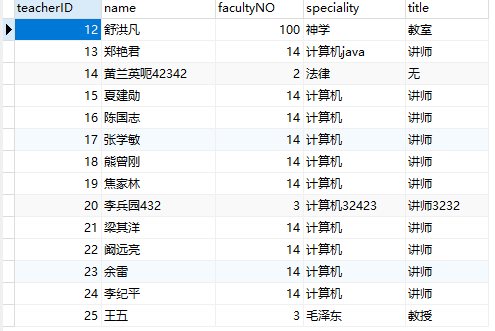 teacherID name facultyNO speciality title
12 舒洪凡 100 神学 教室
13 郑艳君 14 计算机java 讲师
14 黄兰英呃42342 2 法律 无
15 夏建勋 14 计算机 讲师
16 陈国志 14 计算机 讲师
17 张学敏 14 计算机 讲师
18 熊曾刚 14 计算机 讲师
19 焦家林 14 计算机 讲师
20 李兵园432 3 计算机32423 讲师3232
21 梁其洋 14 计算机 讲师
22 阚远亮 14 计算机 讲师
23 余雷 14 计算机 讲师
24 李纪平 14 计算机 讲师
25 王五 3 毛泽东 教授